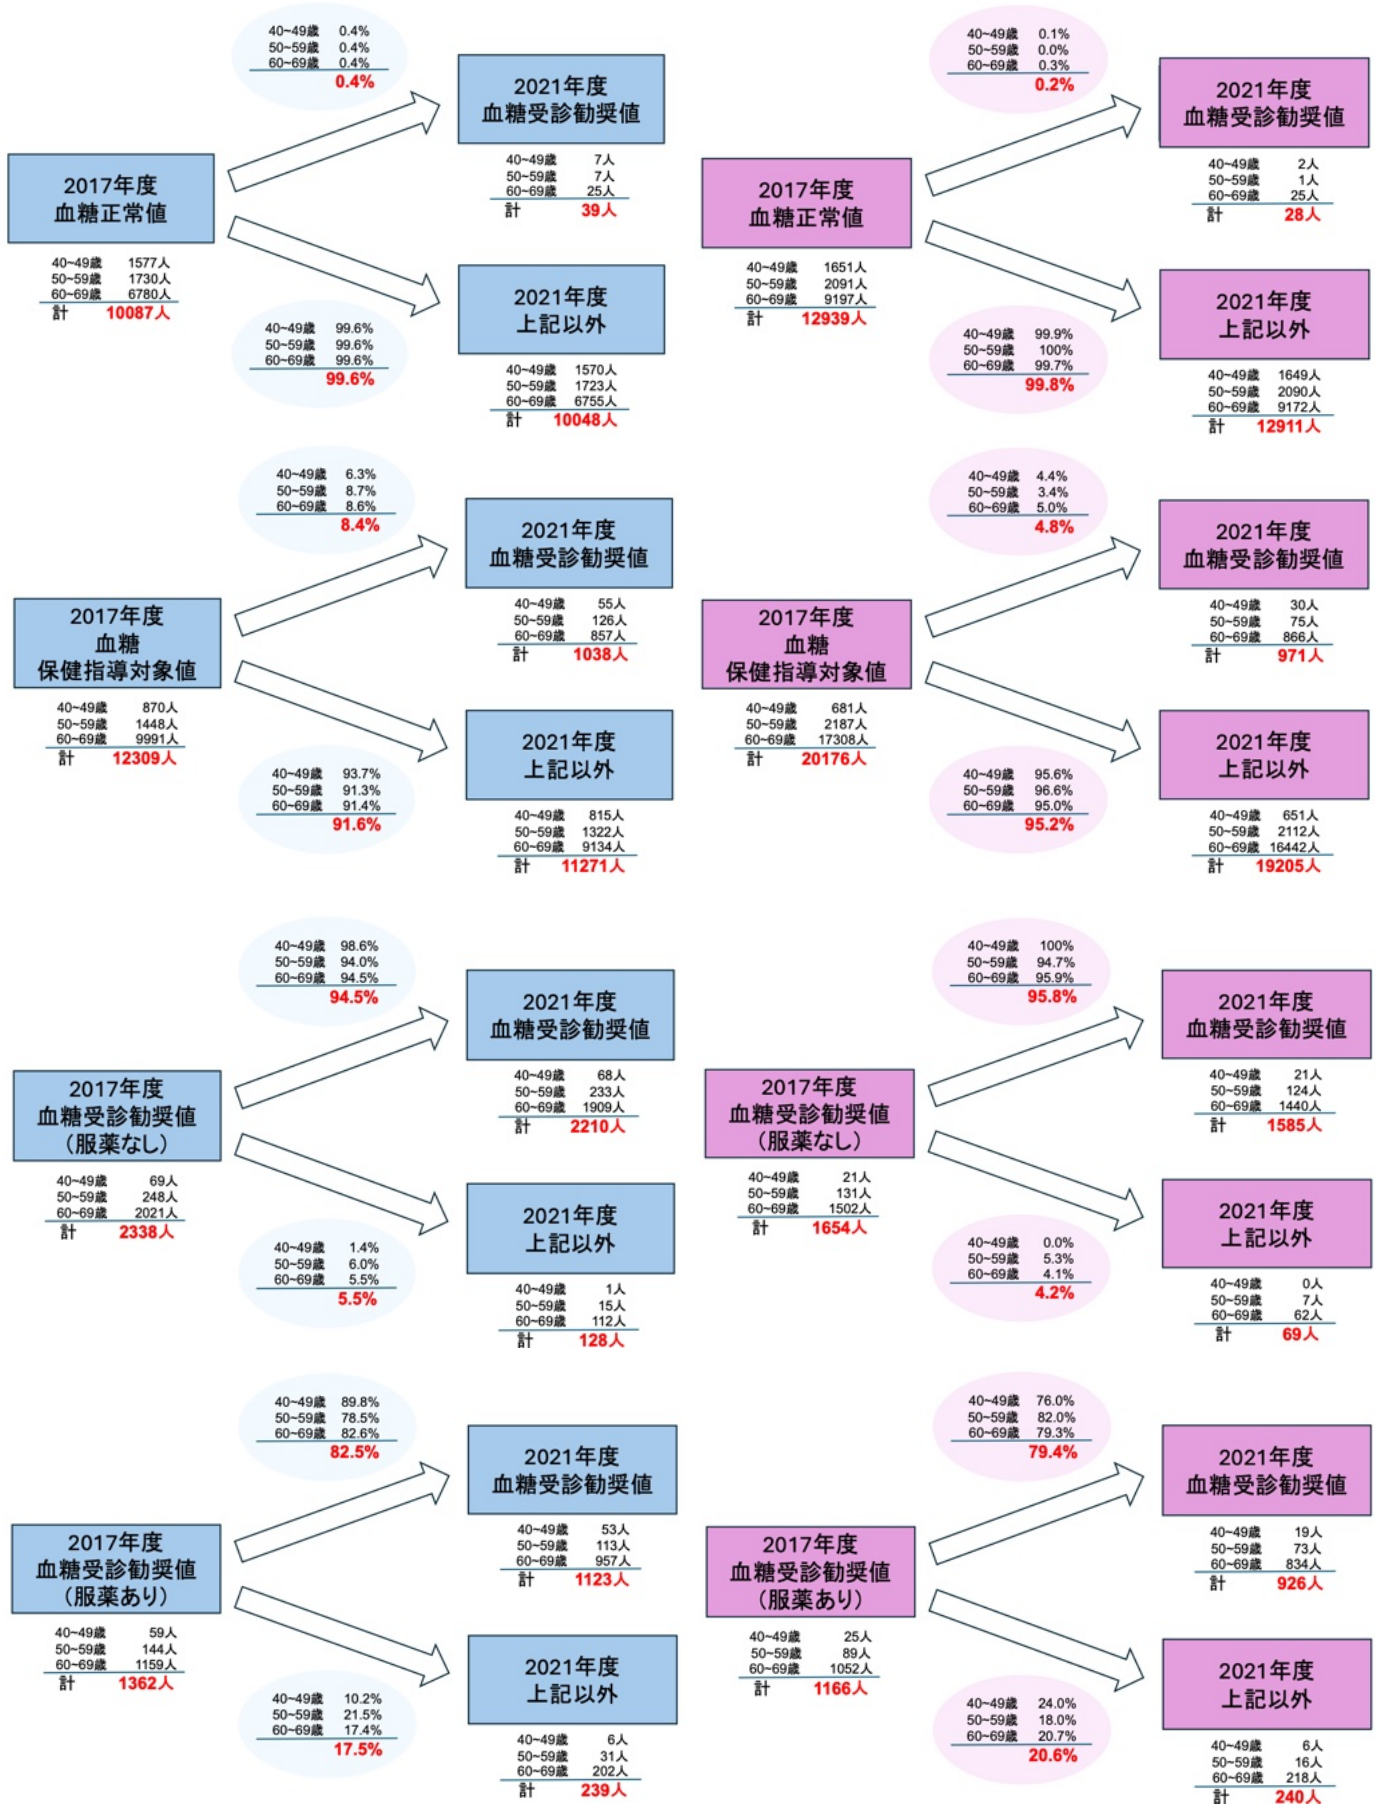 40~49歳 0.4%
50~59歳 0.4%
60~69歳 0.4%
0.4%
2021年度
血糖受診勧奨値
40~49歳 7人
50~59歳 7人
60~69歳 25人
計 39人
2017年度
血糖正常値
40~49歳 1577人
50~59歳 1730人
60~69歳 6780人
計 10087人
2021年度
上記以外
40~49歳 99.6%
50~59歳 99.6%
60~69歳 99.6%
99.6%
40~49歳 1570人
50~59歳 1723人
60~69歳 6755人
計 10048人
40~49歳 0.1%
50~59歳 0.0%
60~69歳 0.3%
0.2%
2021年度
血糖受診勧奨値
40~49歳 2人
50~59歳 1人
60~69歳 25人
計 28人
2017年度
血糖正常値
40~49歳 1651人
50~59歳 2091人
60~69歳 9197人
計 12939人
2021年度
上記以外
40~49歳 99.9%
50~59歳 100%
60~69歳 99.7%
99.8%
40~49歳 1649人
50~59歳 2090人
60~69歳 9172人
計 12911人
40~49歳 6.3%
50~59歳 8.7%
60~69歳 8.6%
8.4%
2021年度
血糖受診勧奨値
40~49歳 55人
50~59歳 126人
60~69歳 857人
計 1038人
2017年度
血糖
保健指導対象値
40~49歳 870人
50~59歳 1448人
60~69歳 9991人
計 12309人
2021年度
上記以外
40~49歳 93.7%
50~59歳 91.3%
60~69歳 91.4%
91.6%
40~49歳 815人
50~59歳 1322人
60~69歳 9134人
計 11271人
40~49歳 4.4%
50~59歳 3.4%
60~69歳 5.0%
4.8%
2021年度
血糖受診勧奨値
40~49歳 30人
50~59歳 75人
60~69歳 866人
計 971人
2017年度
血糖
保健指導対象値
40~49歳 681人
50~59歳 2187人
60~69歳 17308人
計 20176人
2021年度
上記以外
40~49歳 95.6%
50~59歳 96.6%
60~69歳 95.0%
95.2%
40~49歳 651人
50~59歳 2112人
60~69歳 16442人
計 19205人
40~49歳 98.6%
50~59歳 94.0%
60~69歳 94.5%
94.5%
2021年度
血糖受診勧奨値
40~49歳 68人
50~59歳 233人
60~69歳 1909人
計 2210人
2017年度
血糖受診勧奨値
(服薬なし)
40~49歳 69人
50~59歳 248人
60~69歳 2021人
計 2338人
2021年度
上記以外
40~49歳 1.4%
50~59歳 6.0%
60~69歳 5.5%
5.5%
40~49歳 1人
50~59歳 15人
60~69歳 112人
計 128人
40~49歳 100%
50~59歳 94.7%
60~69歳 95.9%
95.8%
2021年度
血糖受診勧奨値
40~49歳 21人
50~59歳 124人
60~69歳 1440人
計 1585人
2017年度
血糖受診勧奨値
(服薬なし)
40~49歳 21人
50~59歳 131人
60~69歳 1502人
計 1654人
2021年度
上記以外
40~49歳 0.0%
50~59歳 5.3%
60~69歳 4.1%
4.2%
40~49歳 0人
50~59歳 7人
60~69歳 62人
計 69人
40~49歳 89.8%
50~59歳 78.5%
60~69歳 82.6%
82.5%
2021年度
血糖受診勧奨値
40~49歳 53人
50~59歳 113人
60~69歳 957人
計 1123人
2017年度
血糖受診勧奨値
(服薬あり)
40~49歳 59人
50~59歳 144人
60~69歳 1159人
計 1362人
2021年度
上記以外
40~49歳 10.2%
50~59歳 21.5%
60~69歳 17.4%
17.5%
40~49歳 6人
50~59歳 31人
60~69歳 202人
計 239人
40~49歳 76.0%
50~59歳 82.0%
60~69歳 79.3%
79.4%
2021年度
血糖受診勧奨値
40~49歳 19人
50~59歳 73人
60~69歳 834人
計 926人
2017年度
血糖受診勧奨値
(服薬あり)
40~49歳 25人
50~59歳 89人
60~69歳 1052人
計 1166人
2021年度
上記以外
40~49歳 24.0%
50~59歳 18.0%
60~69歳 20.7%
20.6%
40~49歳 6人
50~59歳 16人
60~69歳 218人
計 240人